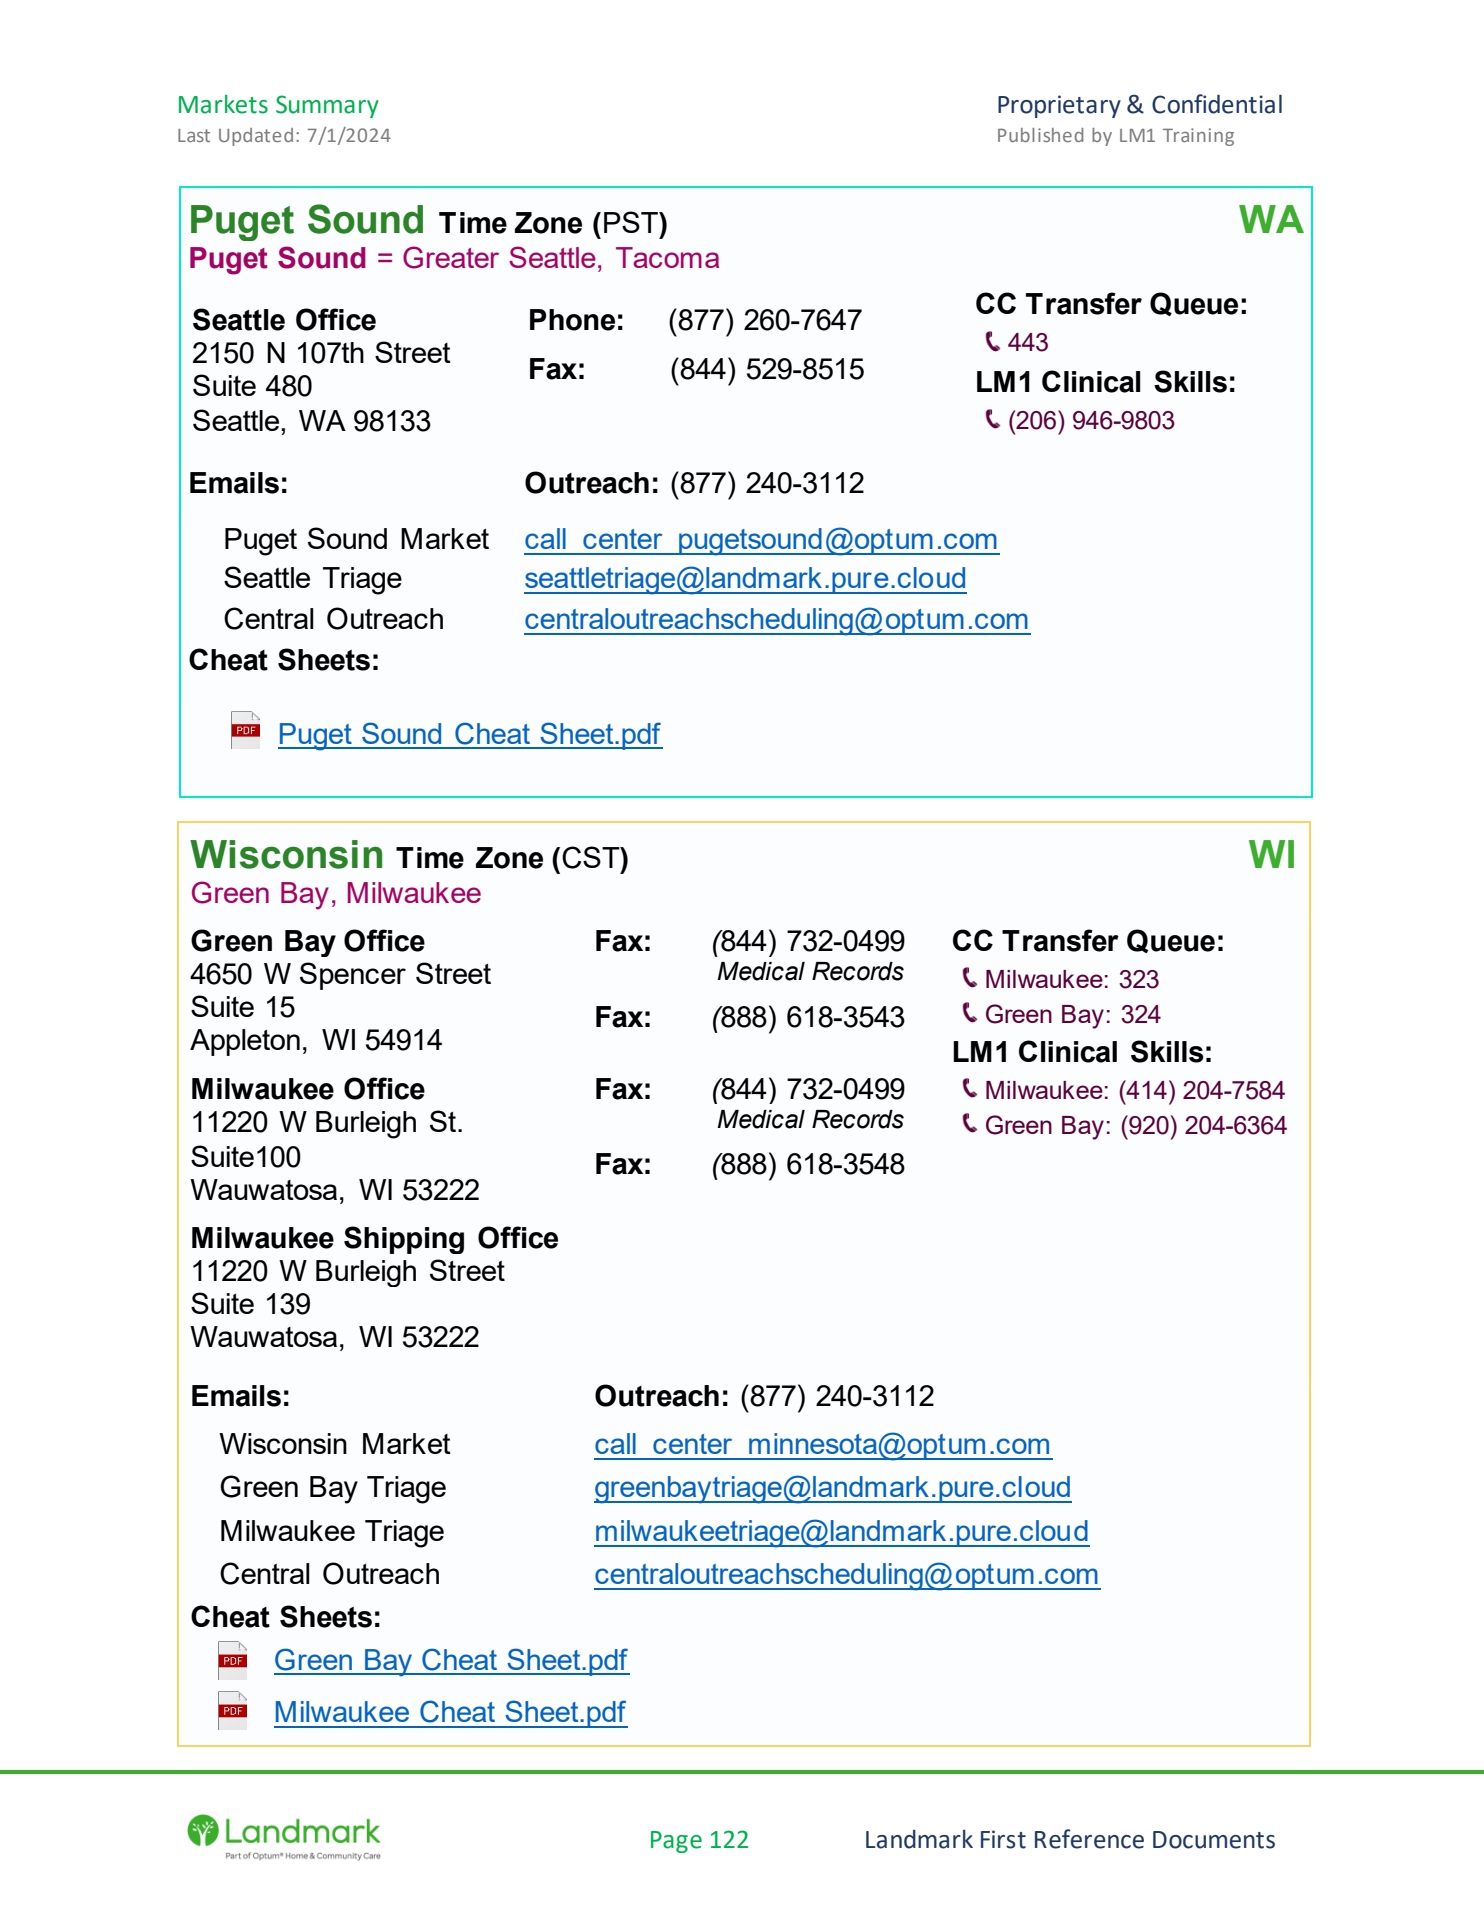 Markets Summary
Proprietary & Confidential
Last Updated: 7/1/2024
Published by LM1 Training
Puget Sound Time Zone (PST)
WA
Puget Sound = Greater Seattle, Tacoma
Seattle Office
2150 N 107th Street
Suite 480
Seattle, WA 98133
Phone: (877) 260-7647
Fax: (844) 529-8515
CC Transfer Queue:
443
LM1 Clinical Skills:
(206) 946-9803
Emails:
Outreach: (877) 240-3112
Puget Sound Market call_center_pugetsound@optum.com
Seattle Triage seattletriage@landmark.pure.cloud
Central Outreach centraloutreachscheduling@optum.com
Cheat Sheets:
PDF Puget Sound Cheat Sheet.pdf
Wisconsin Time Zone (CST)
WI
Green Bay, Milwaukee
Green Bay Office
4650 W Spencer Street
Suite 15
Appleton, WI 54914
Fax: (844) 732-0499
Medical Records
Fax: (888) 618-3543
Milwaukee Office
11220 W Burleigh St.
Suite100
Wauwatosa, WI 53222
Fax: (844) 732-0499
Medical Records
Fax: (888) 618-3548
CC Transfer Queue:
Milwaukee: 323
Green Bay: 324
LM1 Clinical Skills:
Milwaukee: (414) 204-7584
Green Bay: (920) 204-6364
Milwaukee Shipping Office
11220 W Burleigh Street
Suite 139
Wauwatosa, WI 53222
Emails:
Outreach: (877) 240-3112
Wisconsin Market call_center_minnesota@optum.com
Green Bay Triage greenbaytriage@landmark.pure.cloud
Milwaukee Triage milwaukeetriage@landmark.pure.cloud
Central Outreach centraloutreachscheduling@optum.com
Cheat Sheets:
PDF Green Bay Cheat Sheet.pdf
PDF Milwaukee Cheat Sheet.pdf
Landmark
Part of Optum® Home & Community Care
Page 122
Landmark First Reference Documents